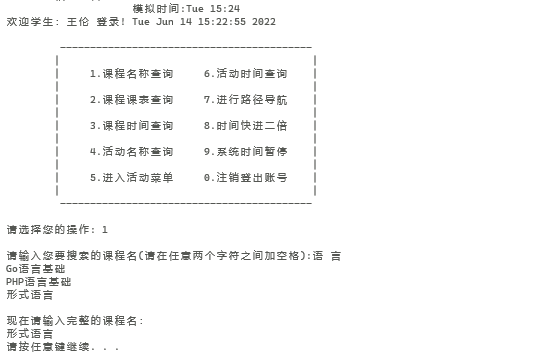 模拟时间:Tue 15:24
欢迎学生: 王伦 登录! Tue Jun 14 15:22:55 2022
1.课程名称查询 6.活动时间查询
2.课程课表查询 7.进行路径导航
3.课程时间查询 8.时间快进二倍
4.活动名称查询 9.系统时间暂停
5.进入活动菜单 0.注销登出账号
请选择您的操作: 1
请输入您要搜索的课程名(请在任意两个字符之间加空格):语 言
Go语言基础
PHP语言基础
形式语言
现在请输入完整的课程名:
形式语言
请按任意键继续. . .